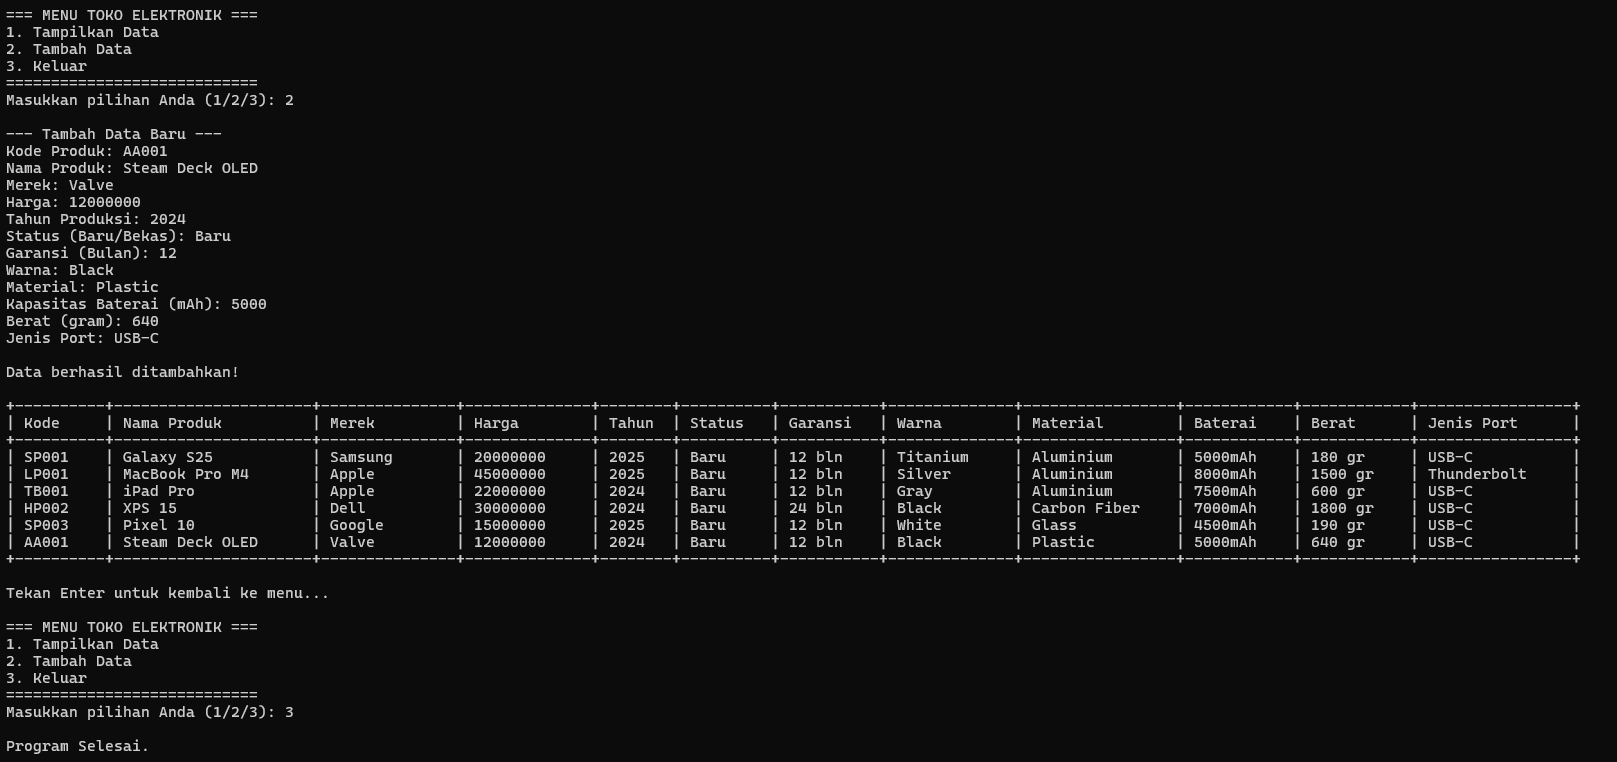 === MENU TOKO ELEKTRONIK ===
1. Tampilkan Data
2. Tambah Data
3. Keluar
============================
Masukkan pilihan Anda (1/2/3): 2

--- Tambah Data Baru ---
Kode Produk: AA001
Nama Produk: Steam Deck OLED
Merek: Valve
Harga: 12000000
Tahun Produksi: 2024
Status (Baru/Bekas): Baru
Garansi (Bulan): 12
Warna: Black
Material: Plastic
Kapasitas Baterai (mAh): 5000
Berat (gram): 640
Jenis Port: USB-C

Data berhasil ditambahkan!

+----------+----------------------+---------------+--------------+--------+----------+-----------+--------------+-----------------+------------+------------+-----------------+
| Kode     | Nama Produk          | Merek         | Harga        | Tahun  | Status   | Garansi   | Warna        | Material        | Baterai    | Berat      | Jenis Port      |
+----------+----------------------+---------------+--------------+--------+----------+-----------+--------------+-----------------+------------+------------+-----------------+
| SP001    | Galaxy S25           | Samsung       | 20000000     | 2025   | Baru     | 12 bln    | Titanium     | Aluminium       | 5000mAh    | 180 gr     | USB-C           |
| LP001    | MacBook Pro M4       | Apple         | 45000000     | 2025   | Baru     | 12 bln    | Silver       | Aluminium       | 8000mAh    | 1500 gr    | Thunderbolt     |
| TB001    | iPad Pro             | Apple         | 22000000     | 2024   | Baru     | 12 bln    | Gray         | Aluminium       | 7500mAh    | 600 gr     | USB-C           |
| HP002    | XPS 15               | Dell          | 30000000     | 2024   | Baru     | 24 bln    | Black        | Carbon Fiber    | 7000mAh    | 1800 gr    | USB-C           |
| SP003    | Pixel 10             | Google        | 15000000     | 2025   | Baru     | 12 bln    | White        | Glass           | 4500mAh    | 190 gr     | USB-C           |
| AA001    | Steam Deck OLED      | Valve         | 12000000     | 2024   | Baru     | 12 bln    | Black        | Plastic         | 5000mAh    | 640 gr     | USB-C           |
+----------+----------------------+---------------+--------------+--------+----------+-----------+--------------+-----------------+------------+------------+-----------------+

Tekan Enter untuk kembali ke menu...

=== MENU TOKO ELEKTRONIK ===
1. Tampilkan Data
2. Tambah Data
3. Keluar
============================
Masukkan pilihan Anda (1/2/3): 3

Program Selesai.